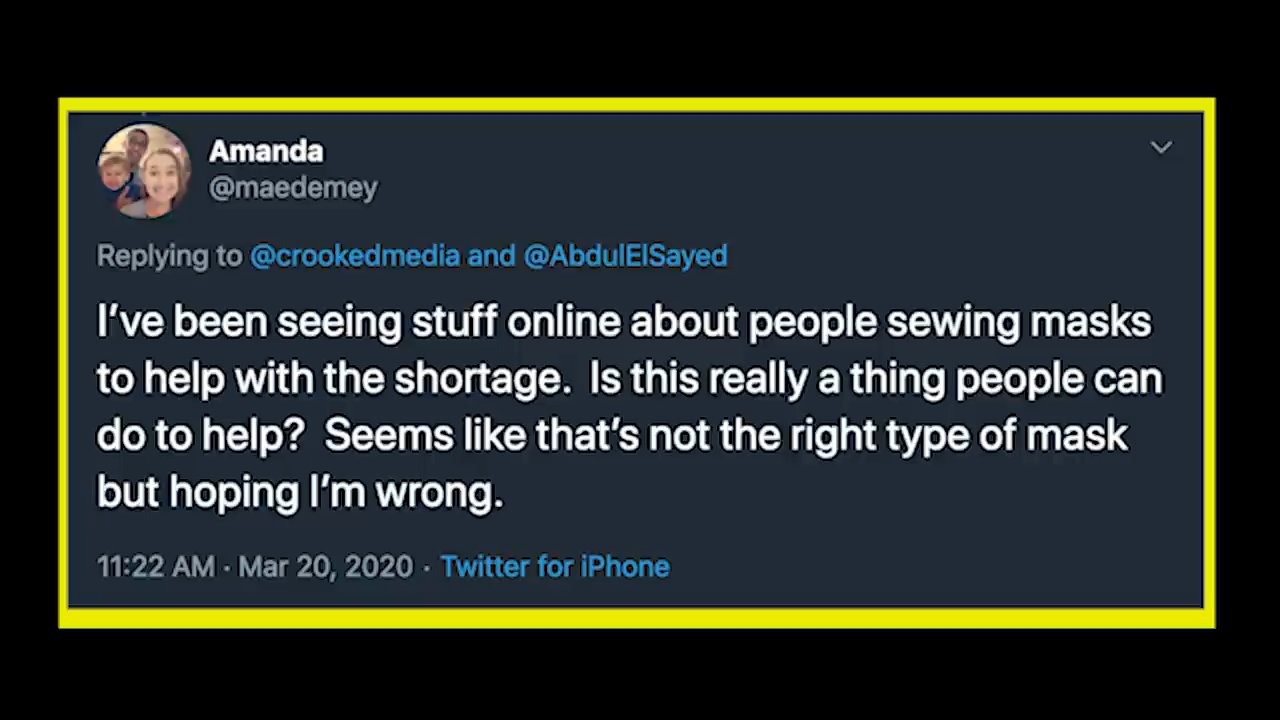 Amanda
@maedemey
Replying to @crookedmedia and @AbdulElSayed
I’ve been seeing stuff online about people sewing masks
to help with the shortage.  Is this really a thing people can
do to help?  Seems like that’s not the right type of mask
but hoping I’m wrong.
11:22 AM · Mar 20, 2020 · Twitter for iPhone